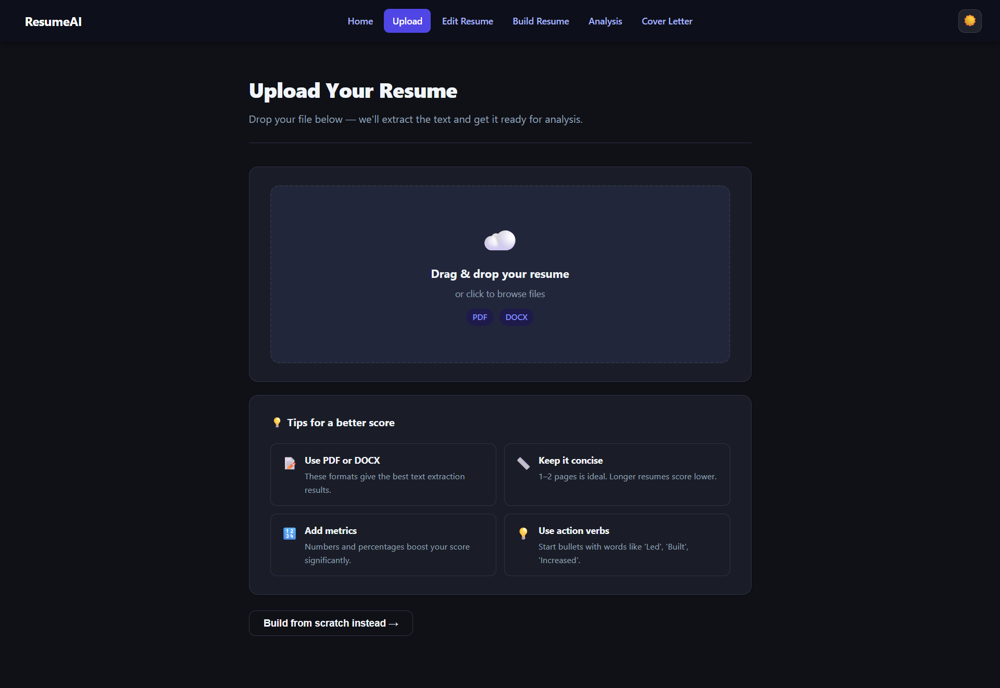 ResumeAI
Home
Upload
Edit Resume
Build Resume
Analysis
Cover Letter
Upload Your Resume
Drop your file below — we'll extract the text and get it ready for analysis.
Drag & drop your resume
or click to browse files
PDF
DOCX
Tips for a better score
Use PDF or DOCX
These formats give the best text extraction
results.
Keep it concise
1–2 pages is ideal. Longer resumes score lower.
1 2
3 4
Add metrics
Numbers and percentages boost your score
significantly.
Use action verbs
Start bullets with words like 'Led', 'Built',
'Increased'.
Build from scratch instead →